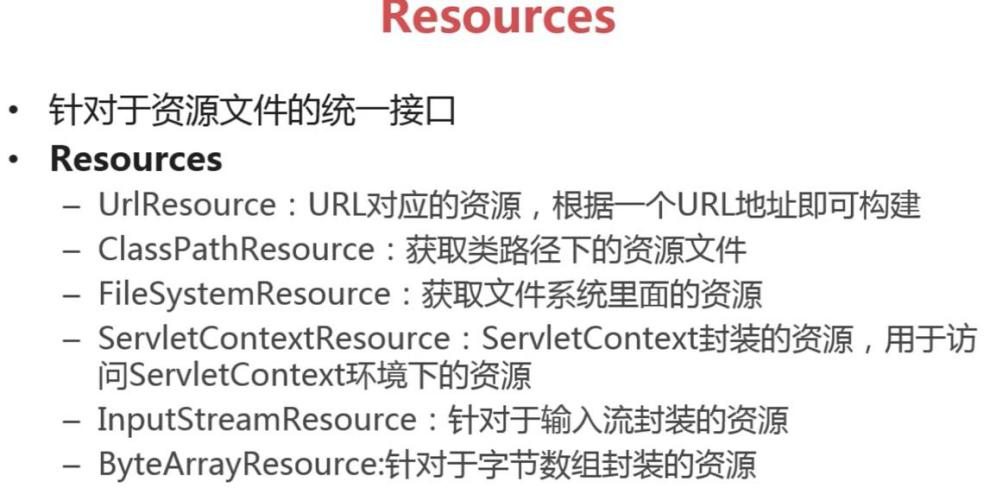 Resources
• 针对于资源文件的统一接口
• Resources
– UrlResource：URL对应的资源，根据一个URL地址即可构建
– ClassPathResource：获取类路径下的资源文件
– FileSystemResource：获取文件系统里面的资源
– ServletContextResource：ServletContext封装的资源，用于访
问ServletContext环境下的资源
– InputStreamResource：针对于输入流封装的资源
– ByteArrayResource:针对于字节数组封装的资源